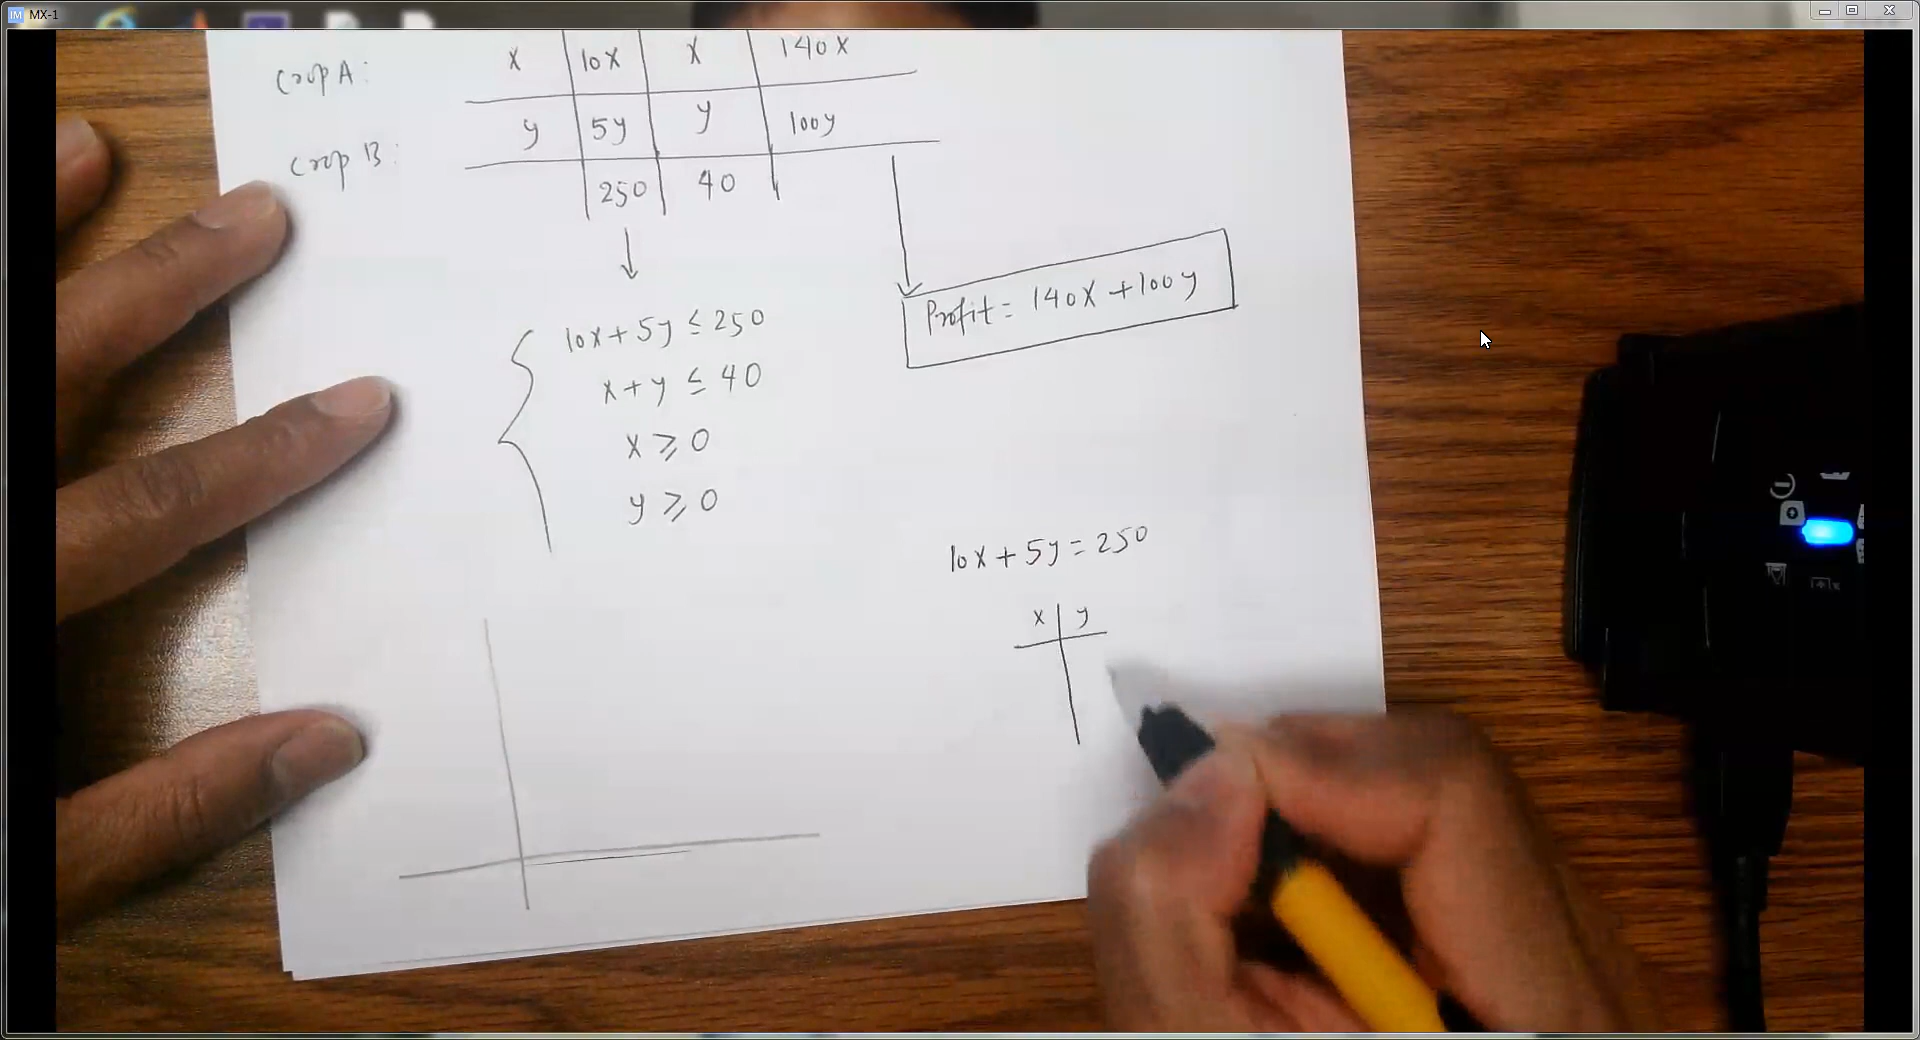 MX-1
Crop A: x 10x x 140x
Crop B: y 5y y 100y
250 40
10x + 5y ≤ 250
x + y ≤ 40
x ≥ 0
y ≥ 0
Profit = 140x + 100y
10x + 5y = 250
x y